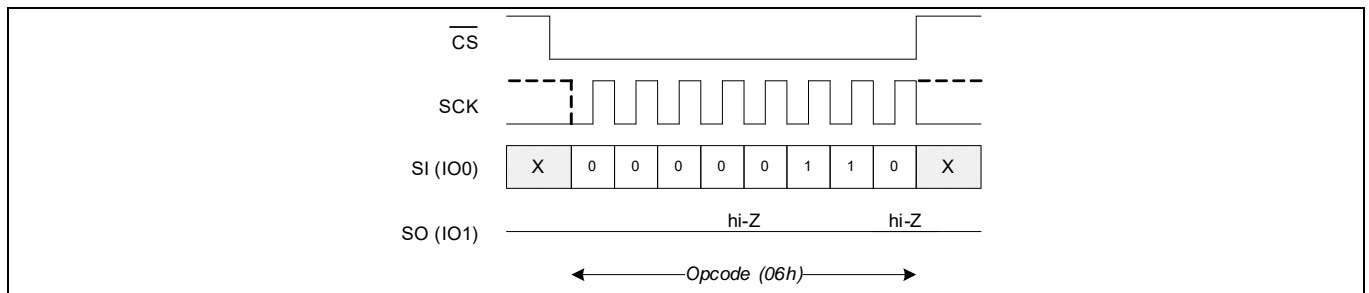 CS
SCK
SI (IO0) X 0 0 0 0 0 1 1 0 X
hi-Z hi-Z
SO (IO1)
Opcode (06h)